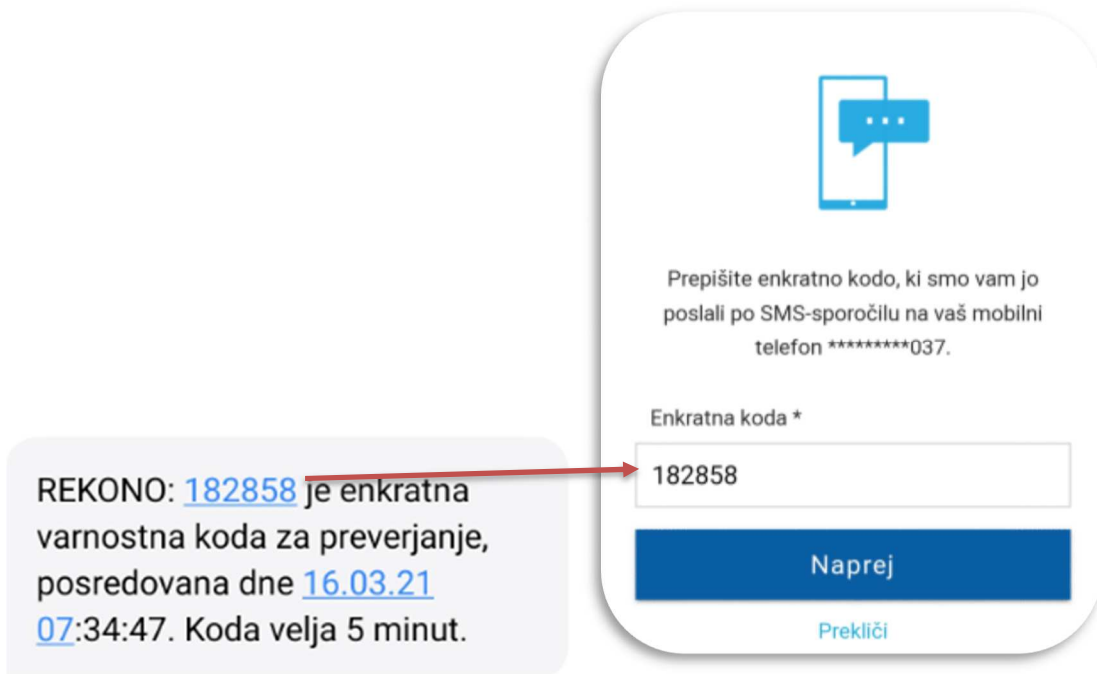 REKONO: 182858 je enkratna
varnostna koda za preverjanje,
posredovana dne 16.03.21
07:34:47. Koda velja 5 minut.
Prepišite enkratno kodo, ki smo vam jo
poslali po SMS-sporočilu na vaš mobilni
telefon *********037.
Enkratna koda *
182858
Naprej
Prekliči